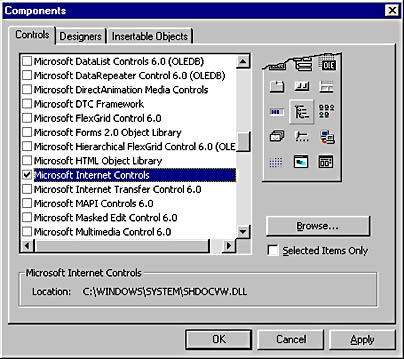 Components
Controls Designers Insertable Objects
Microsoft DataList Controls 6.0 (OLEDB)
Microsoft DataRepeater Control 6.0 (OLEDB)
Microsoft DirectAnimation Media Controls
Microsoft DTC Framework
Microsoft FlexGrid Control 6.0
Microsoft Forms 2.0 Object Library
Microsoft Hierarchical FlexGrid Control 6.0 (OLE
Microsoft HTML Object Library
Microsoft Internet Controls
Microsoft Internet Transfer Control 6.0
Microsoft MAPI Controls 6.0
Microsoft Masked Edit Control 6.0
Microsoft Multimedia Control 6.0
OLE
Browse...
Selected Items Only
Microsoft Internet Controls
Location: C:\WINDOWS\SYSTEM\SHDOCVW.DLL
OK Cancel Apply